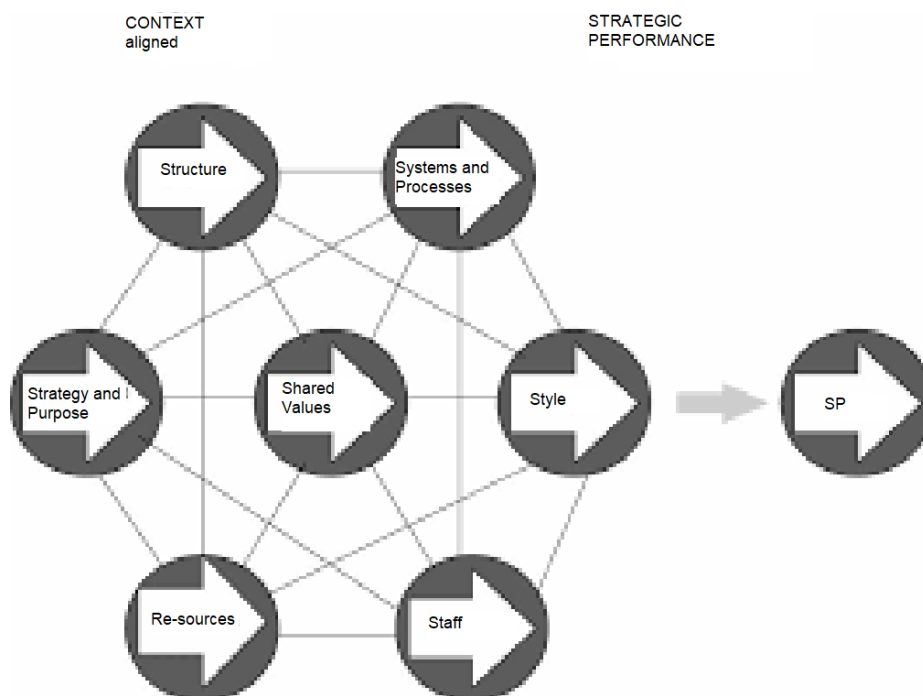 CONTEXT
aligned
STRATEGIC
PERFORMANCE
Structure
Systems and
Processes
Strategy and
Purpose
Shared
Values
Style
SP
Re-sources
Staff